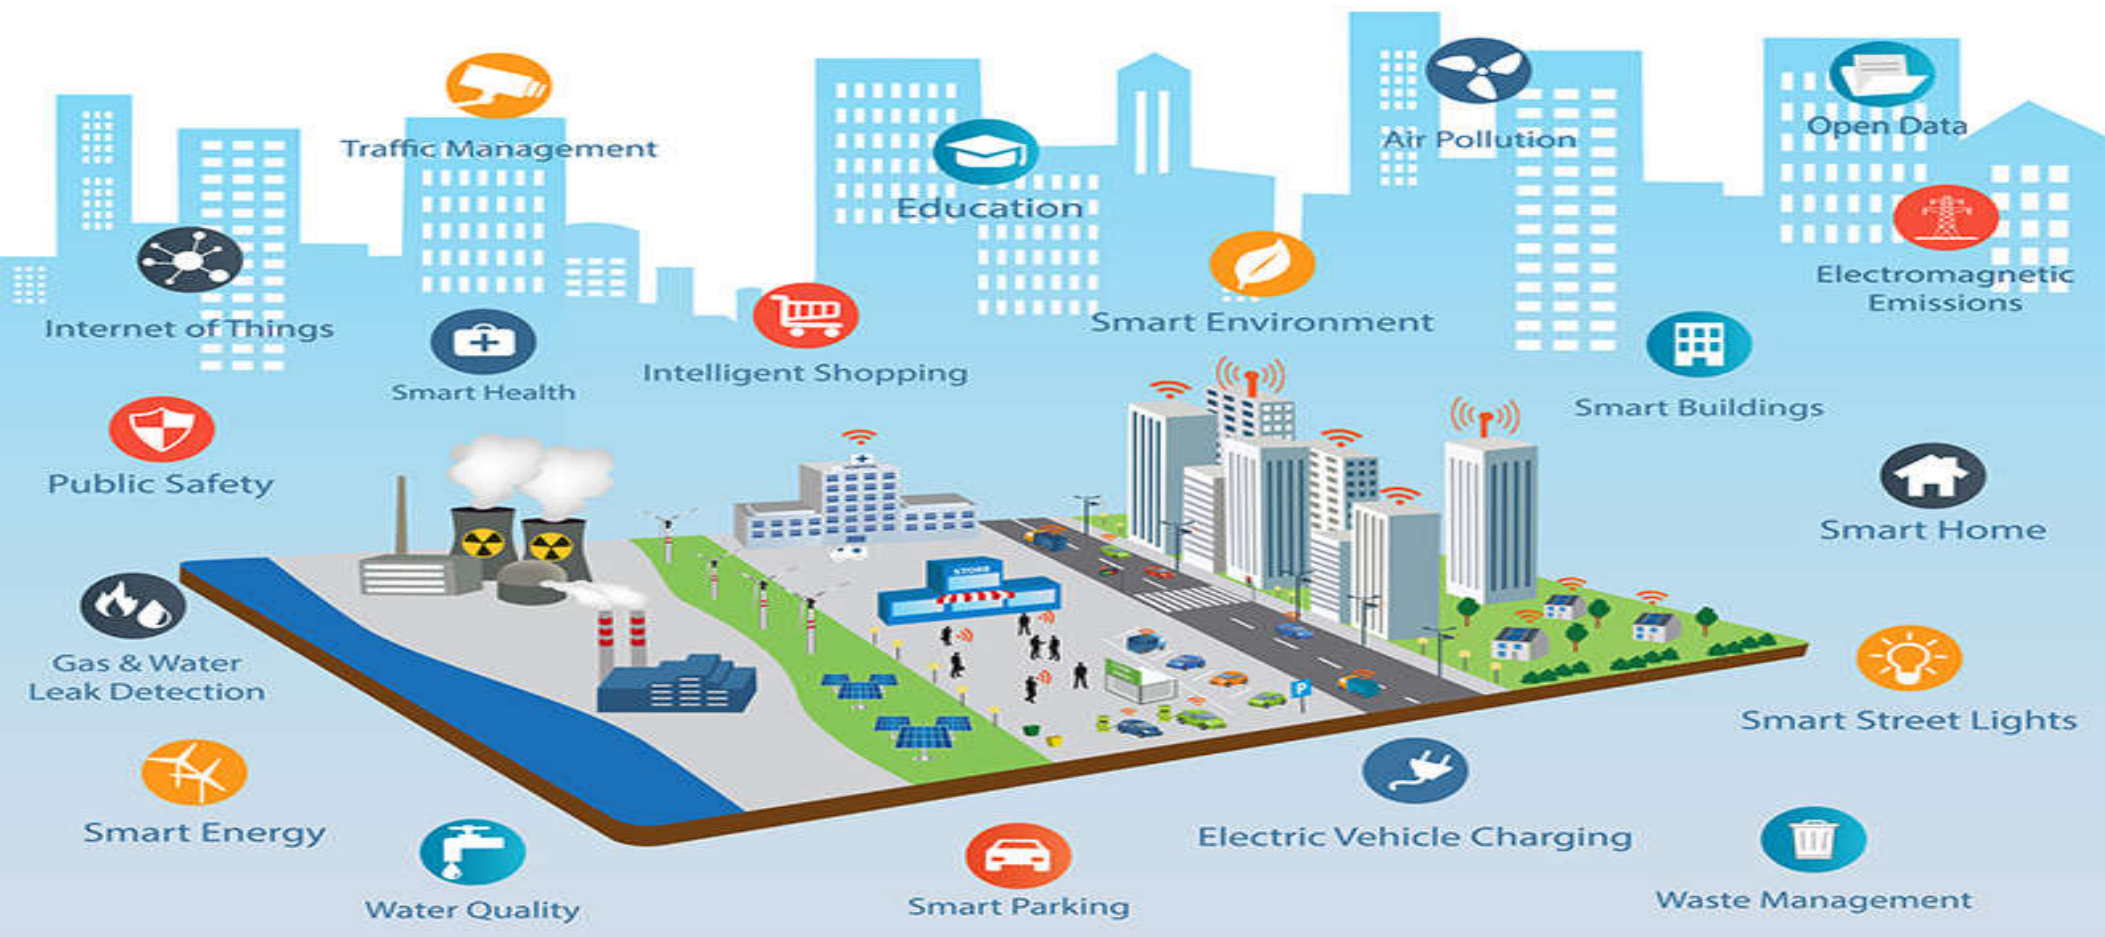 Traffic Management
Education
Air Pollution
Open Data
Internet of Things
Smart Health
Intelligent Shopping
Smart Environment
Electromagnetic
Emissions
Smart Buildings
Public Safety
Smart Home
STORE
Gas & Water
Leak Detection
P
Smart Street Lights
Smart Energy
Water Quality
Smart Parking
Electric Vehicle Charging
Waste Management